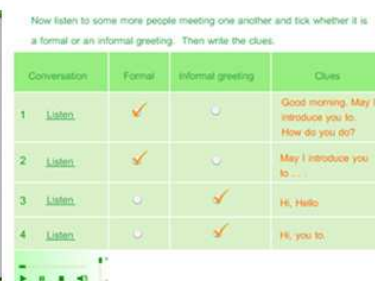 Now listen to some more people meeting one another and tick whether it is
a formal or an informal greeting. Then write the clues.
Conversation Formal Informal greeting Clues
1 Listen Good morning. May I
introduce you to.
How do you do?
2 Listen May I introduce you
to ...
3 Listen Hi, Hello
4 Listen Hi, you to.